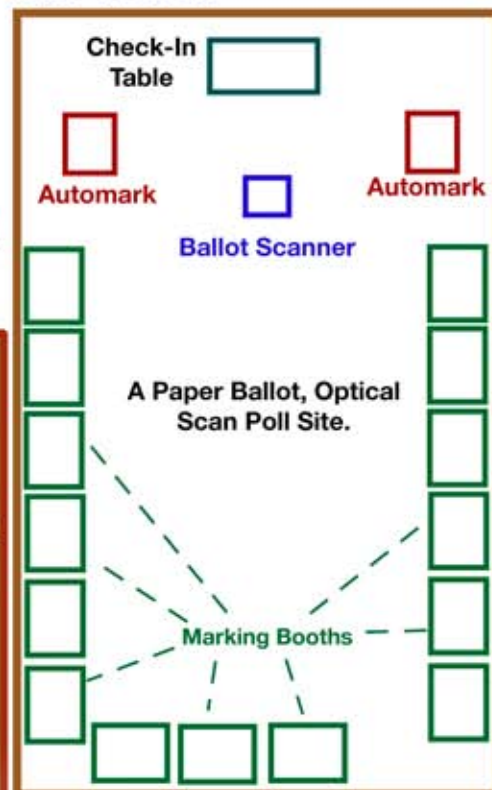 Check-In
Table
Automark
Automark
Ballot Scanner
A Paper Ballot, Optical
Scan Poll Site.
Marking Booths